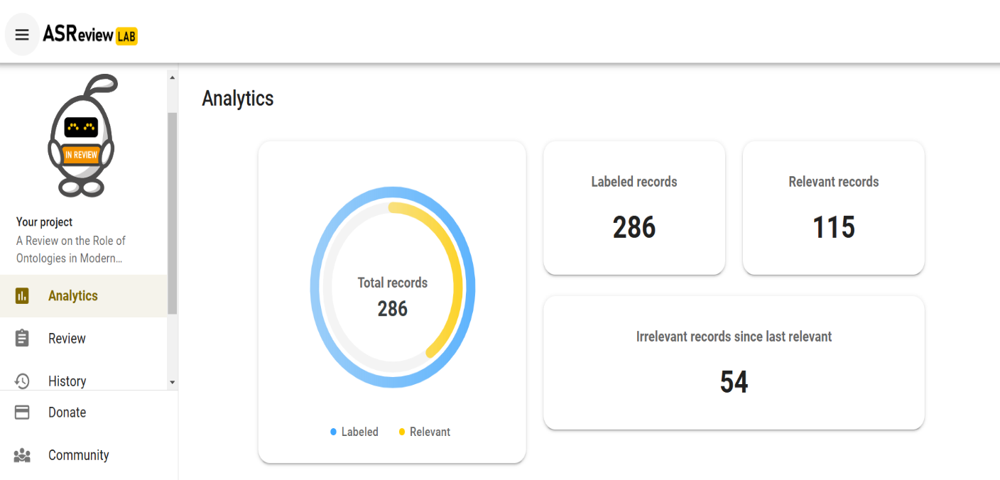 ASReview LAB
IN REVIEW
Your project
A Review on the Role of
Ontologies in Modern...
Analytics
Review
History
Donate
Community
Analytics
Total records
286
Labeled
Relevant
Labeled records
286
Relevant records
115
Irrelevant records since last relevant
54